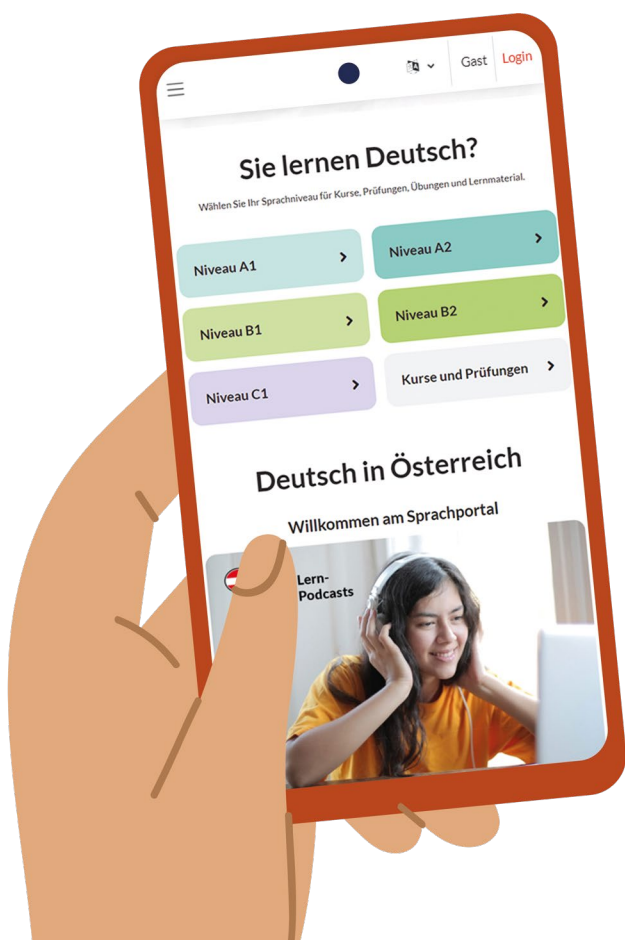 Gast Login
Sie lernen Deutsch?
Wählen Sie Ihr Sprachniveau für Kurse, Prüfungen, Übungen und Lernmaterial.
Niveau A1
Niveau A2
Niveau B1
Niveau B2
Niveau C1
Kurse und Prüfungen
Deutsch in Österreich
Willkommen am Sprachportal
Lern-
Podcasts